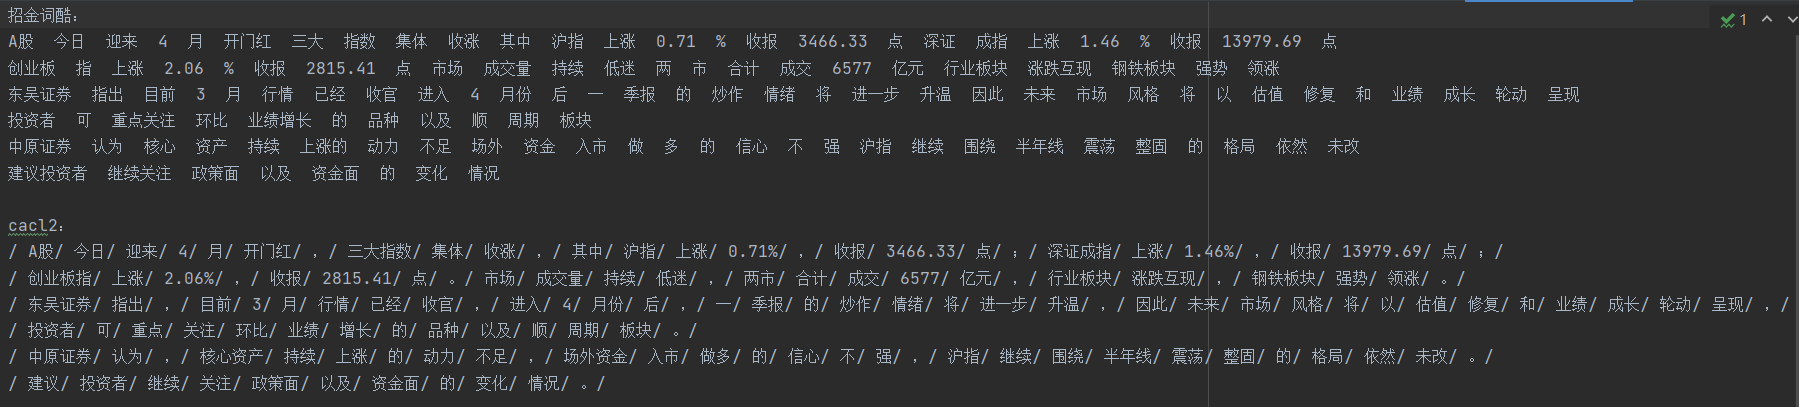 招金词酷：
1
A股 今日 迎来 4 月 开门红 三大 指数 集体 收涨 其中 沪指 上涨 0.71 % 收报 3466.33 点 深证 成指 上涨 1.46 % 收报 13979.69 点
创业板 指 上涨 2.06 % 收报 2815.41 点 市场 成交量 持续 低迷 两 市 合计 成交 6577 亿元 行业板块 涨跌互现 钢铁板块 强势 领涨
东吴证券 指出 目前 3 月 行情 已经 收官 进入 4 月份 后 一 季报 的 炒作 情绪 将 进一步 升温 因此 未来 市场 风格 将 以 估值 修复 和 业绩 成长 轮动 呈现
投资者 可 重点关注 环比 业绩增长 的 品种 以及 顺 周期 板块
中原证券 认为 核心 资产 持续 上涨的 动力 不足 场外 资金 入市 做 多 的 信心 不 强 沪指 继续 围绕 半年线 震荡 整固 的 格局 依然 未改
建议投资者 继续关注 政策面 以及 资金面 的 变化 情况
cacl2：
/ A股/ 今日/ 迎来/ 4/ 月/ 开门红/ ，/ 三大指数/ 集体/ 收涨/ ，/ 其中/ 沪指/ 上涨/ 0.71%/ ，/ 收报/ 3466.33/ 点/ ；/ 深证成指/ 上涨/ 1.46%/ ，/ 收报/ 13979.69/ 点/ ；/
/ 创业板指/ 上涨/ 2.06%/ ，/ 收报/ 2815.41/ 点/ 。/ 市场/ 成交量/ 持续/ 低迷/ ，/ 两市/ 合计/ 成交/ 6577/ 亿元/ ，/ 行业板块/ 涨跌互现/ ，/ 钢铁板块/ 强势/ 领涨/ 。/
/ 东吴证券/ 指出/ ，/ 目前/ 3/ 月/ 行情/ 已经/ 收官/ ，/ 进入/ 4/ 月份/ 后/ ，/ 一/ 季报/ 的/ 炒作/ 情绪/ 将/ 进一步/ 升温/ ，/ 因此/ 未来/ 市场/ 风格/ 将/ 以/ 估值/ 修复/ 和/ 业绩/ 成长/ 轮动/ 呈现/ ，/
/ 投资者/ 可/ 重点/ 关注/ 环比/ 业绩/ 增长/ 的/ 品种/ 以及/ 顺/ 周期/ 板块/ 。/
/ 中原证券/ 认为/ ，/ 核心资产/ 持续/ 上涨/ 的/ 动力/ 不足/ ，/ 场外资金/ 入市/ 做多/ 的/ 信心/ 不/ 强/ ，/ 沪指/ 继续/ 围绕/ 半年线/ 震荡/ 整固/ 的/ 格局/ 依然/ 未改/ 。/
/ 建议/ 投资者/ 继续/ 关注/ 政策面/ 以及/ 资金面/ 的/ 变化/ 情况/ 。/